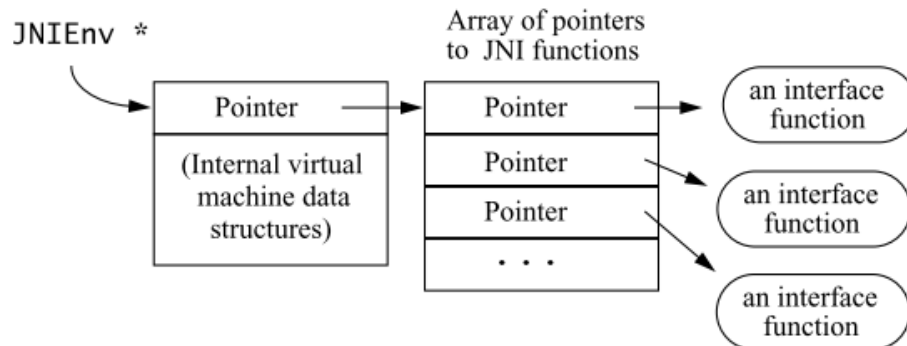 JNIEnv *
Array of pointers
to JNI functions
Pointer
(Internal virtual
machine data
structures)
Pointer
Pointer
Pointer
. . .
an interface
function
an interface
function
an interface
function